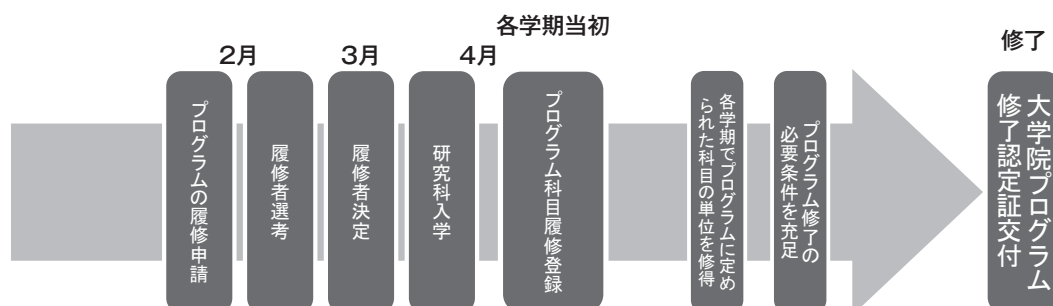 各学期当初
2月
3月
4月
修了
プログラムの履修申請
履修者選考
履修者決定
研究科入学
プログラム科目履修登録
各学期でプログラムに定め
られた科目の単位を修得
プログラム修了の
必要条件を充足
大学院プログラム
修了認定証交付